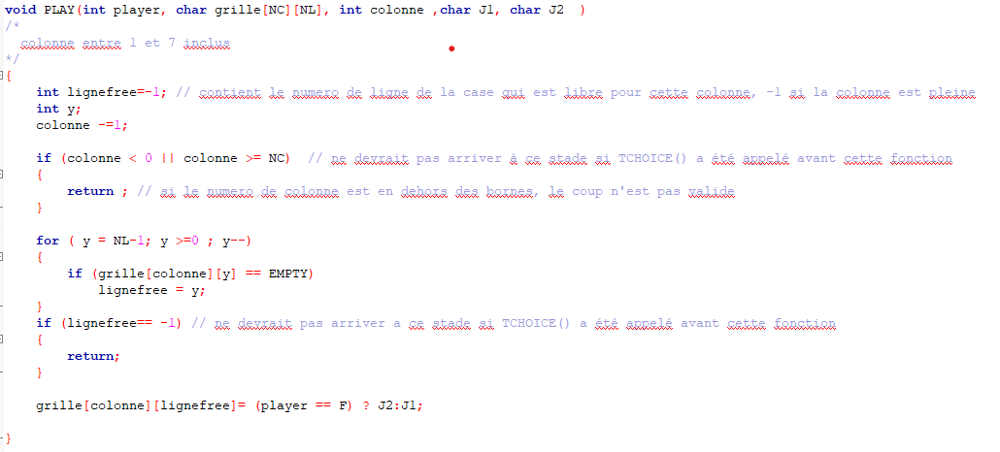 void PLAY(int player, char grille[NC][NL], int colonne ,char J1, char J2  )
/*
  colonne entre 1 et 7 inclus
*/
{
    int lignefree=-1; // contient le numero de ligne de la case qui est libre pour cette colonne, -1 si la colonne est pleine
    int y;
    colonne -=1;

    if (colonne < 0 || colonne >= NC)  // ne devrait pas arriver à ce stade si TCHOICE() a été appelé avant cette fonction
    {
        return ; // si le numero de colonne est en dehors des bornes, le coup n'est pas valide
    }

    for ( y = NL-1; y >=0 ; y--)
    {
        if (grille[colonne][y] == EMPTY)
            lignefree = y;
    }
    if (lignefree== -1) // ne devrait pas arriver a ce stade si TCHOICE() a été appelé avant cette fonction
    {
        return;
    }

    grille[colonne][lignefree]= (player == F) ? J2:J1;

}